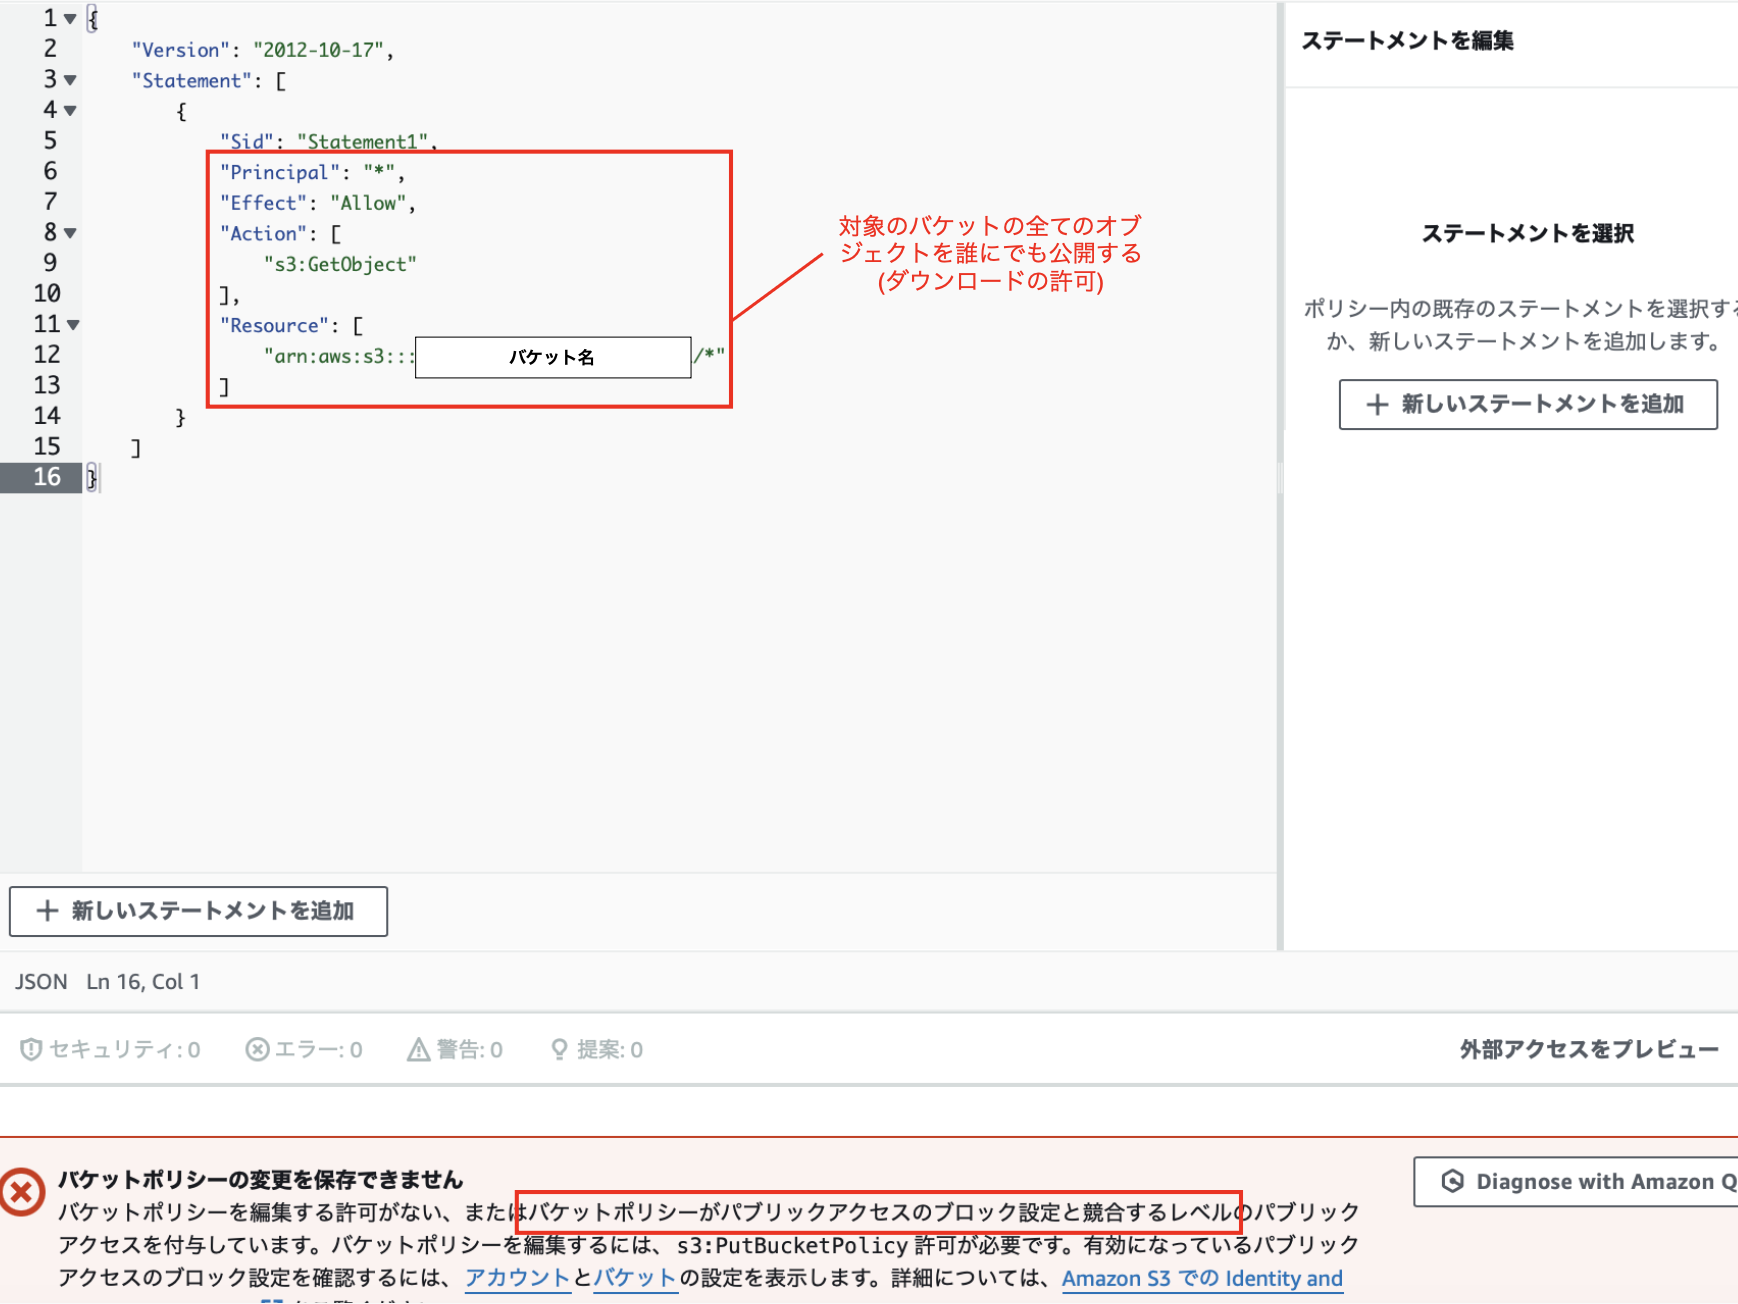 1 {
2 "Version": "2012-10-17",
3 "Statement": [
4 {
5 "Sid": "Statement1",
6 "Principal": "*",
7 "Effect": "Allow",
8 "Action": [
9 "s3:GetObject"
10 ],
11 "Resource": [
12 "arn:aws:s3:::バケット名/*"
13 ]
14 }
15 ]
16 }
対象のバケットの全てのオブ
ジェクトを誰にでも公開する
(ダウンロードの許可)
ステートメントを編集
ステートメントを選択
ポリシー内の既存のステートメントを選択す
か、新しいステートメントを追加します。
+ 新しいステートメントを追加
+ 新しいステートメントを追加
JSON Ln 16, Col 1
セキュリティ: 0 エラー: 0 警告: 0 提案: 0 外部アクセスをプレビュー
バケットポリシーの変更を保存できません
バケットポリシーを編集する許可がない、またはバケットポリシーがパブリックアクセスのブロック設定と競合するレベルのパブリック
アクセスを付与しています。バケットポリシーを編集するには、s3:PutBucketPolicy 許可が必要です。有効になっているパブリック
アクセスのブロック設定を確認するには、アカウントとバケットの設定を表示します。詳細については、Amazon S3 での Identity and
Diagnose with Amazon Q